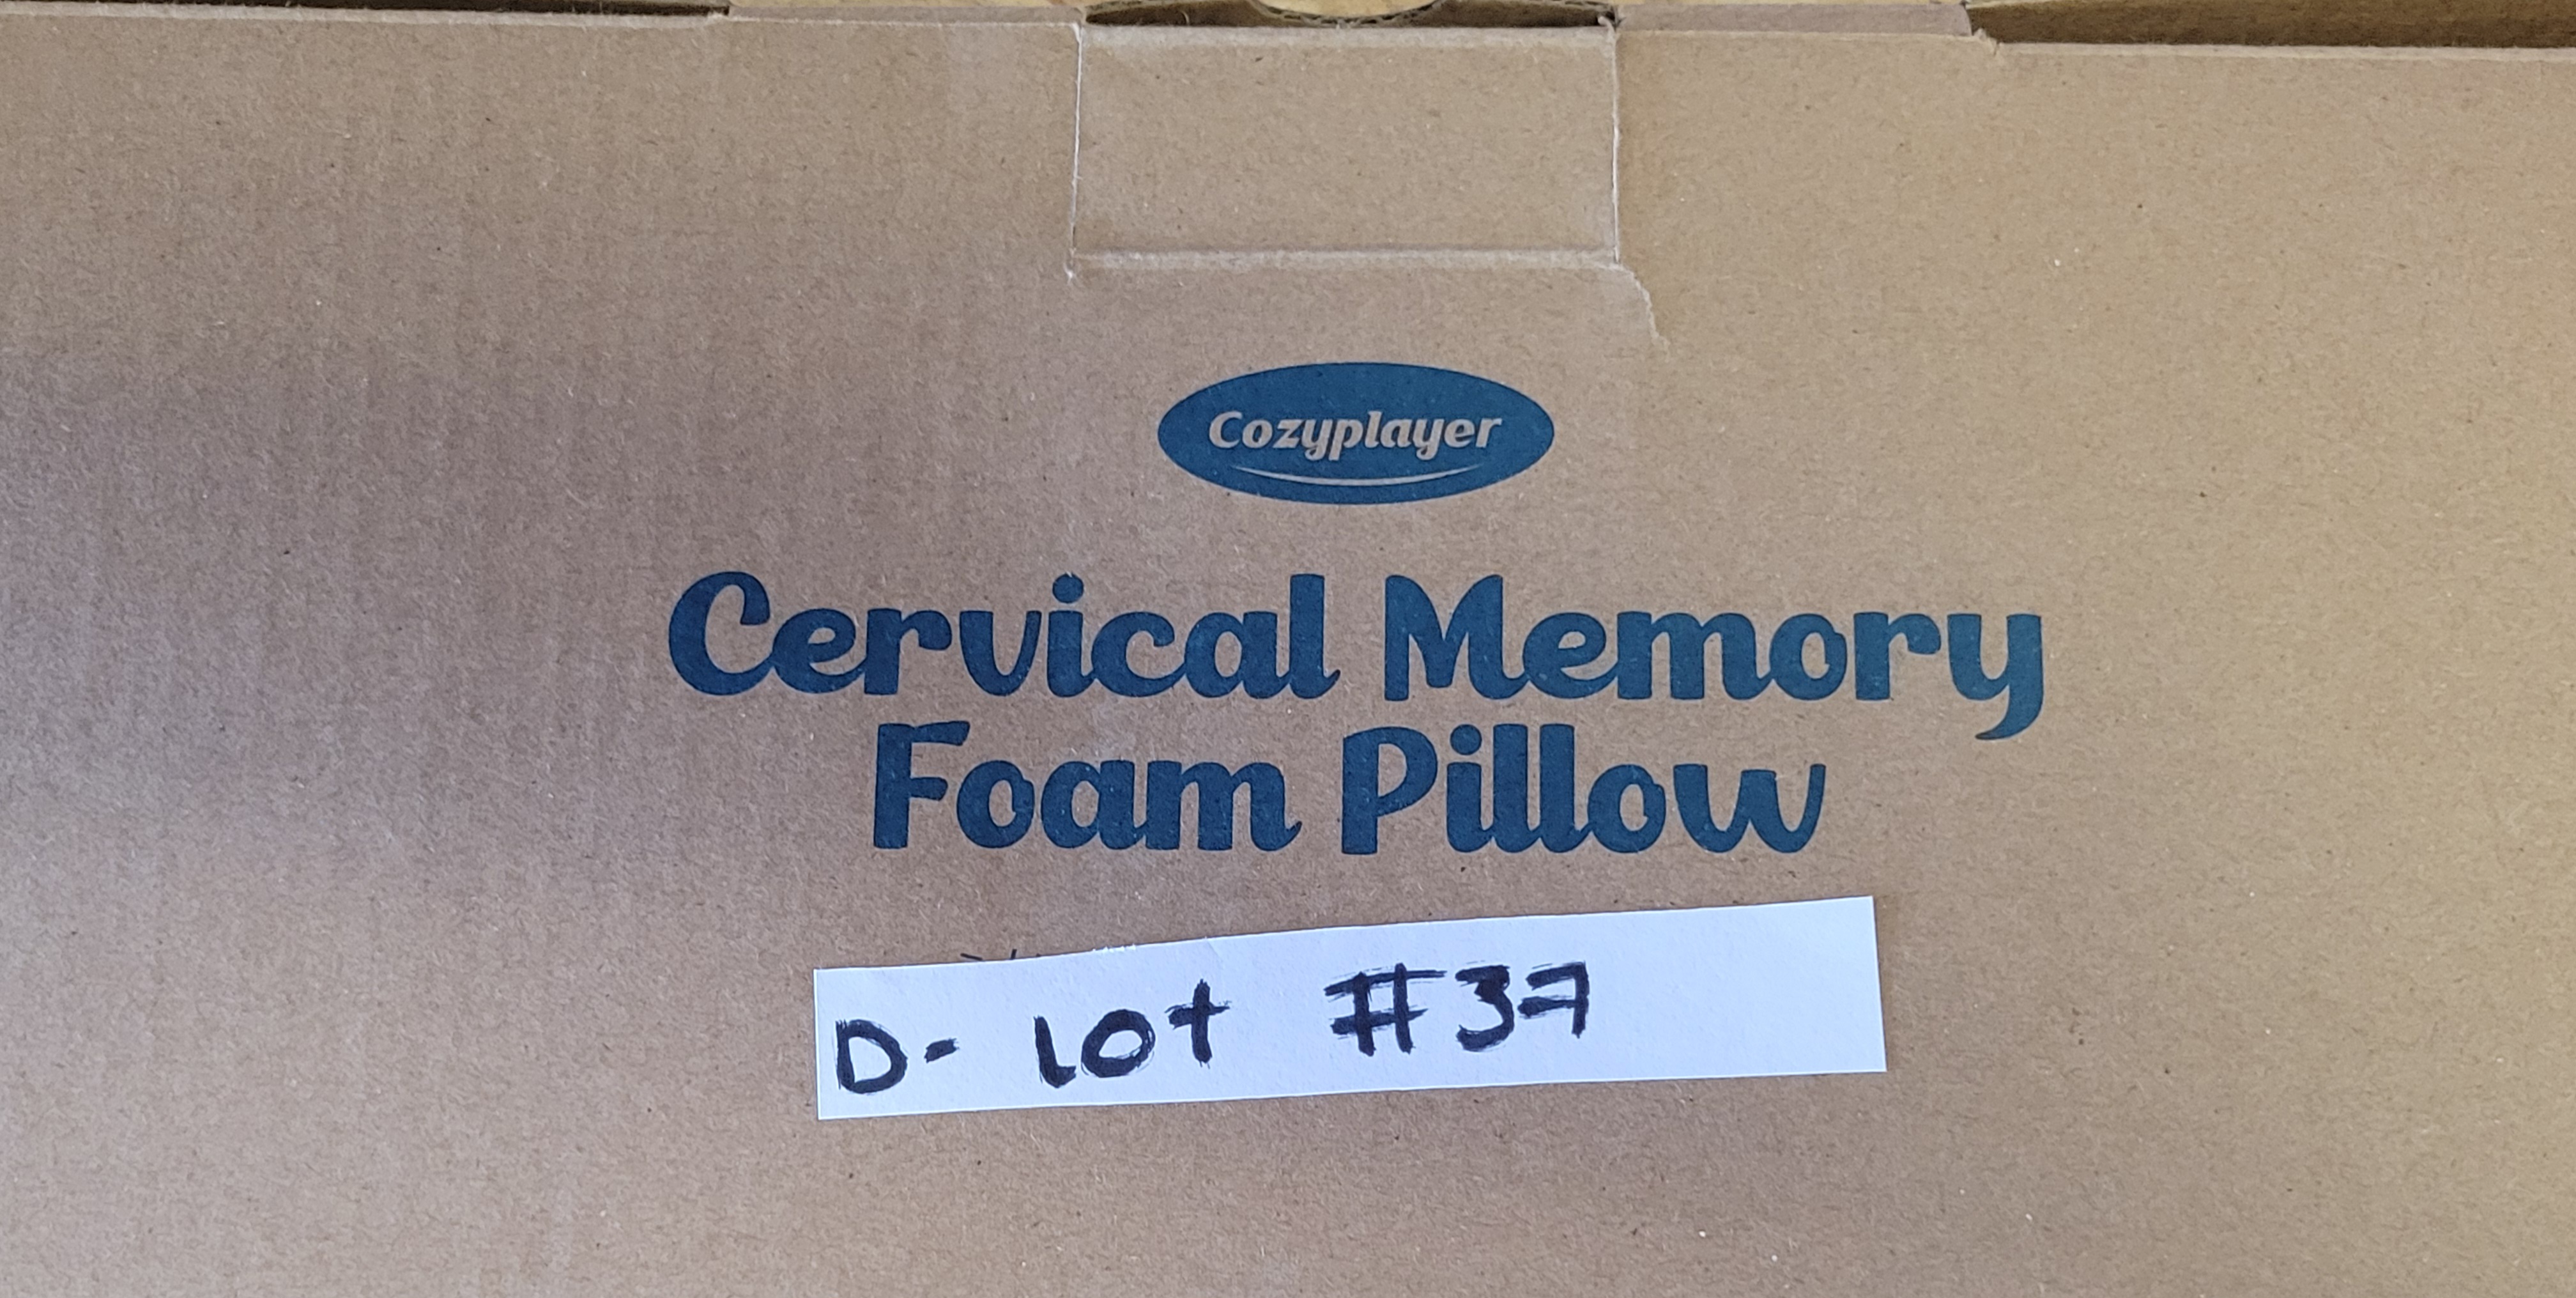 Cozyplayer
Cervical Memory
Foam Pillow
D- Lot #37